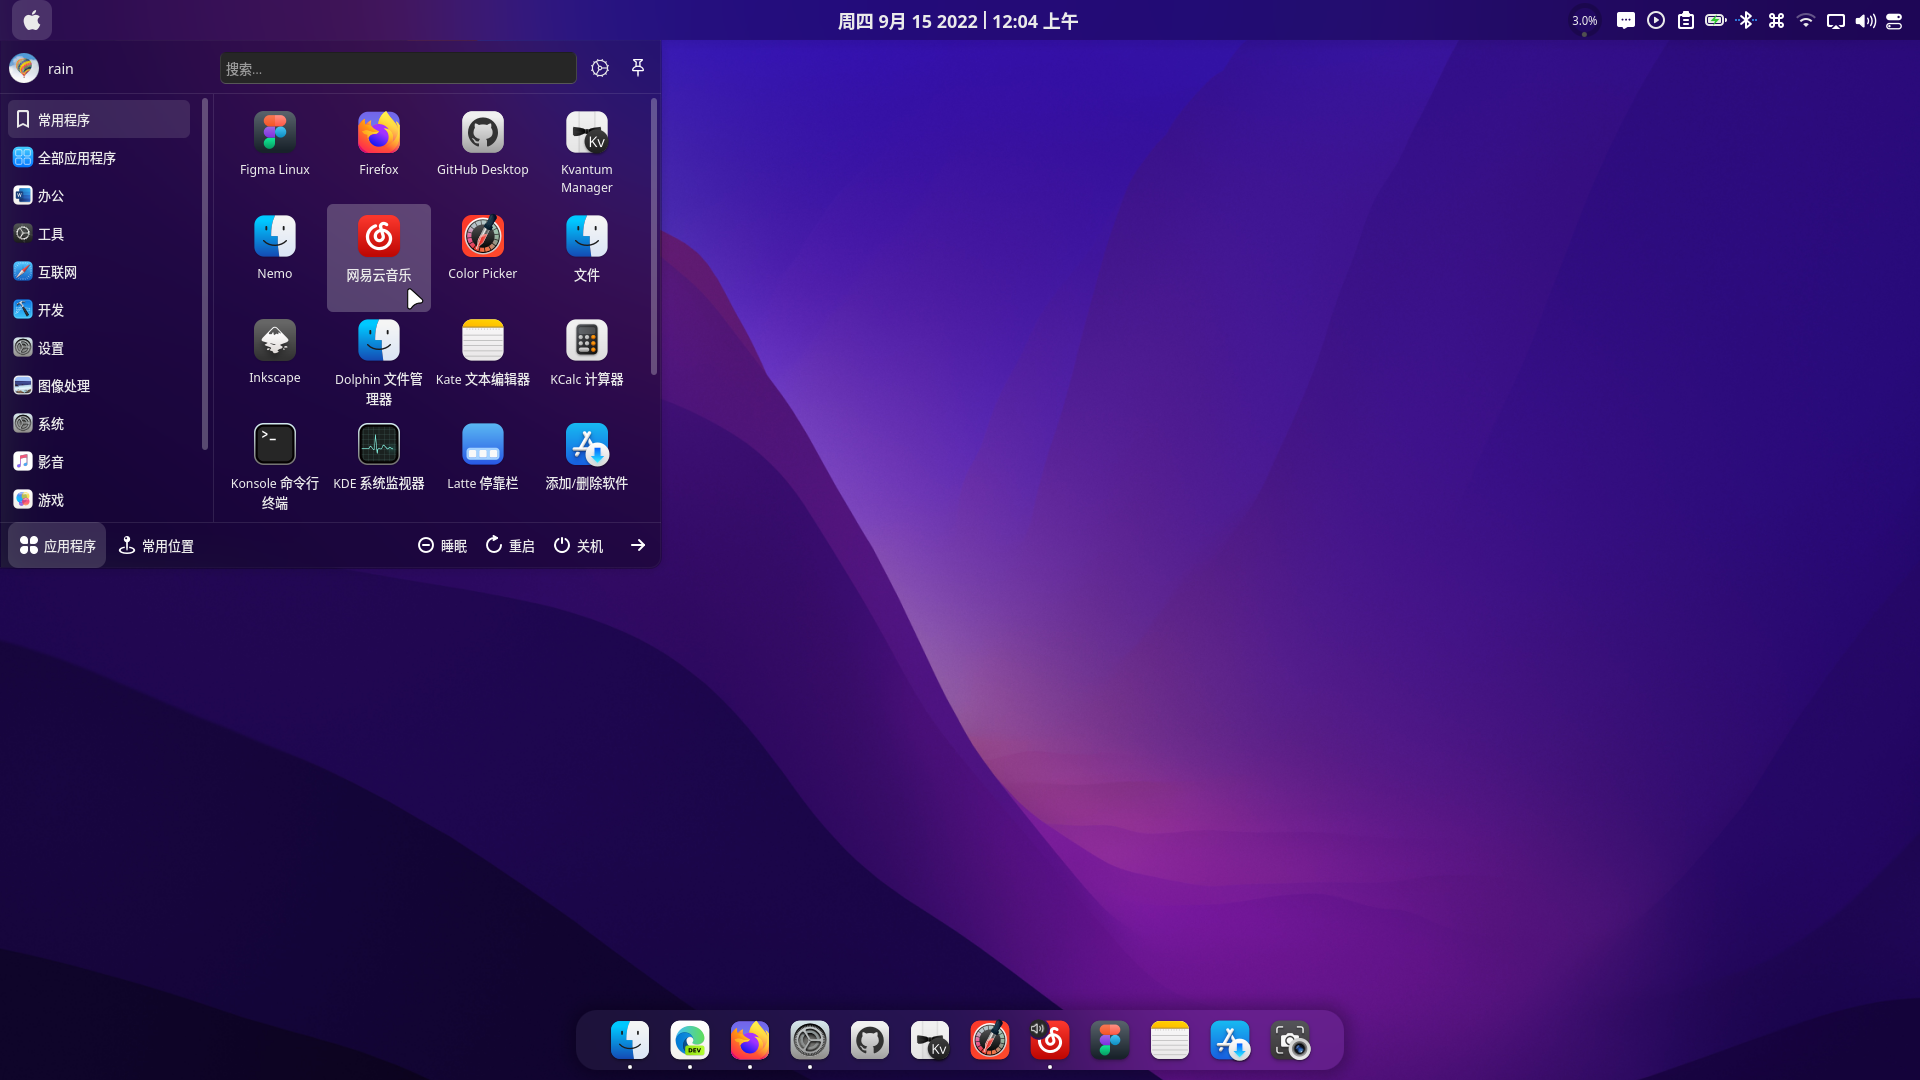 周四 9月 15 2022 | 12:04 上午
3.0%
rain
搜索...
常用程序
全部应用程序
办公
工具
互联网
开发
设置
图像处理
系统
影音
游戏
Figma Linux
Firefox
GitHub Desktop
Kvantum
Manager
Kv
Nemo
网易云音乐
Color Picker
文件
Inkscape
Dolphin 文件管
理器
Kate 文本编辑器
KCalc 计算器
>_
Konsole 命令行
终端
KDE 系统监视器
Latte 停靠栏
添加/删除软件
应用程序
常用位置
睡眠
重启
关机
DEV
Kv